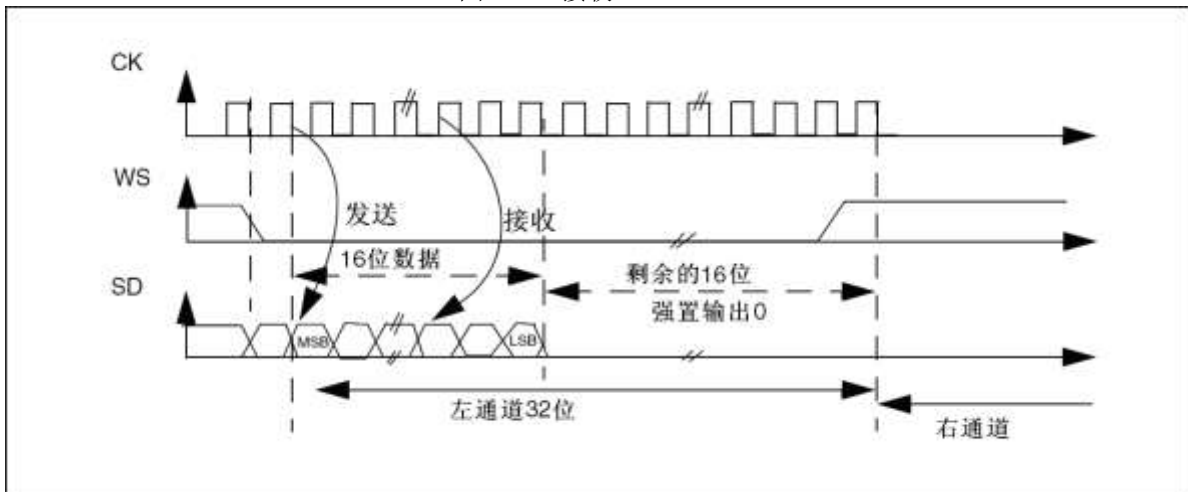 CK
WS
发送
接收
16位数据
剩余的16位
强置输出0
SD
MSB
LSB
左通道32位
右通道